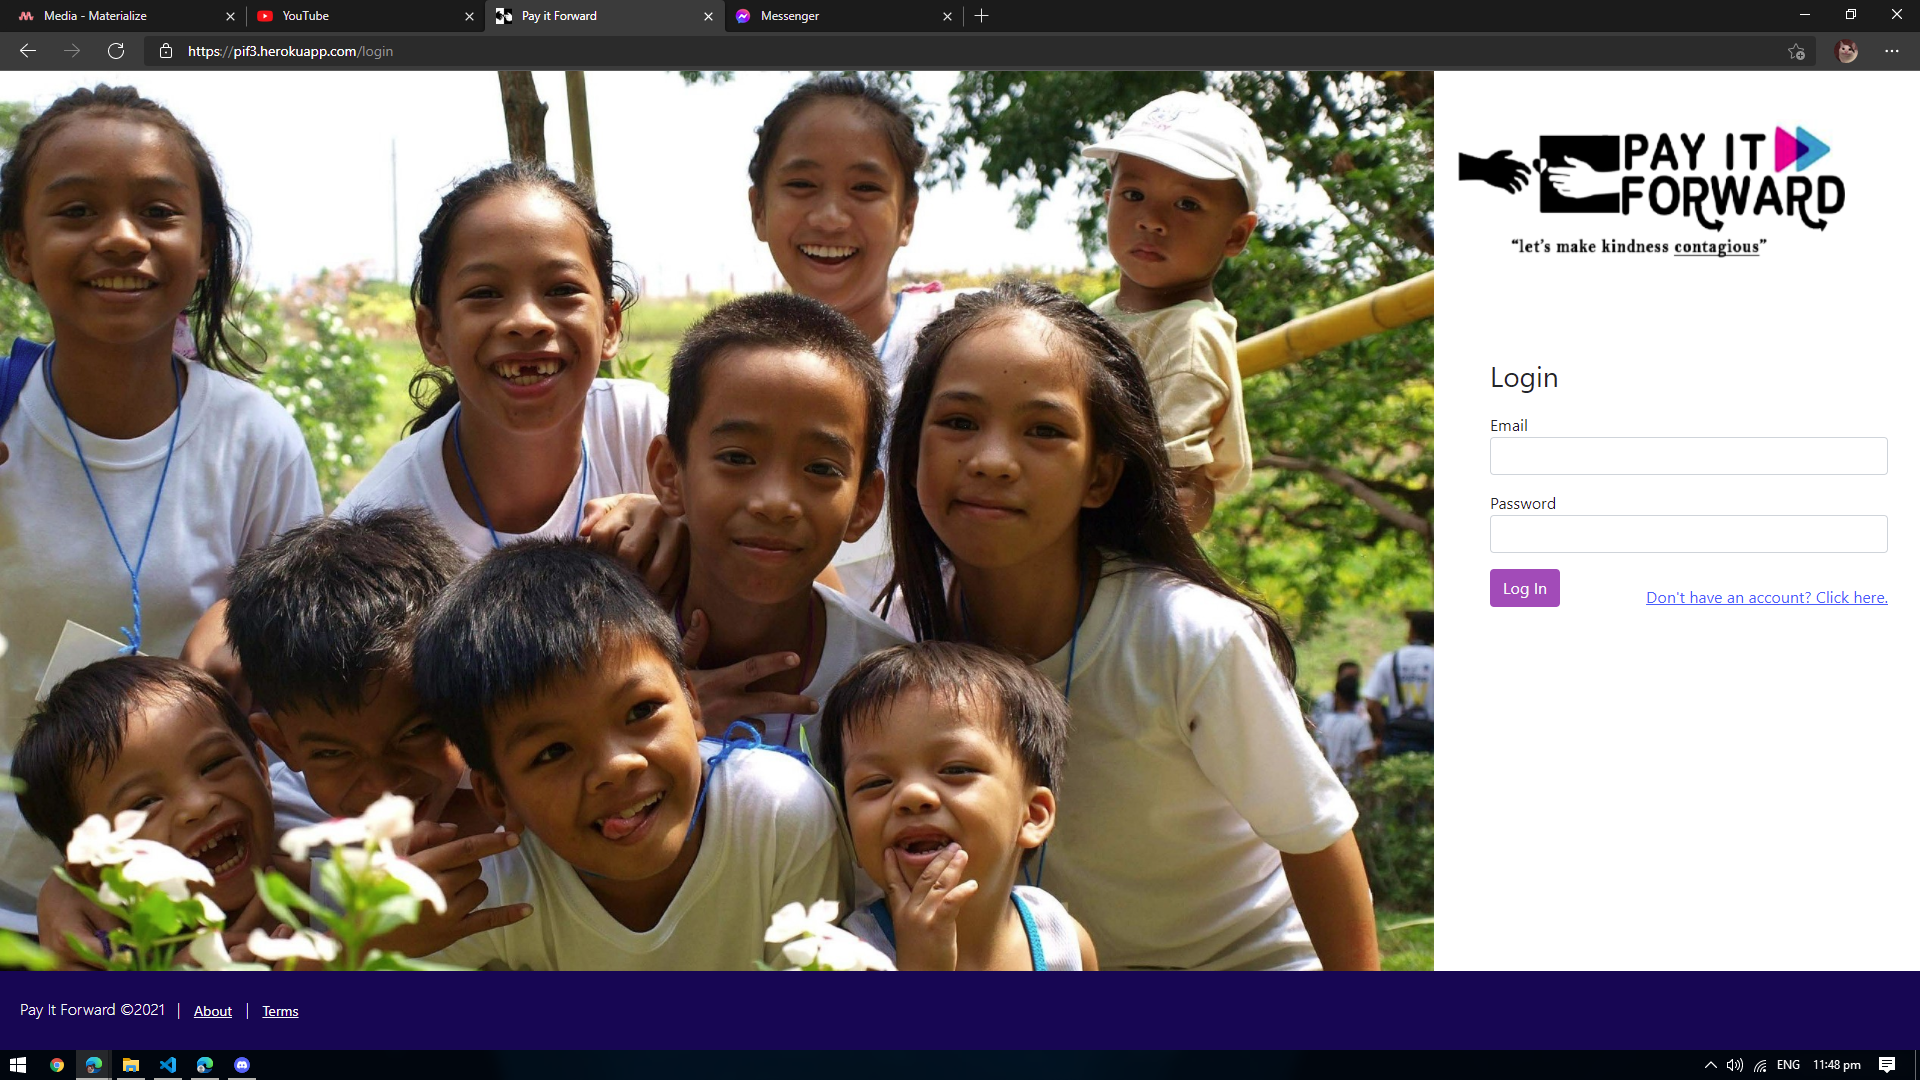 Media - Materialize
YouTube
Pay it Forward
Messenger
https://pif3.herokuapp.com/login
PAY IT
FORWARD
“let's make kindness contagious”
Login
Email
Password
Log In
Don't have an account? Click here.
Pay It Forward ©2021 | About | Terms
ENG
11:48 pm